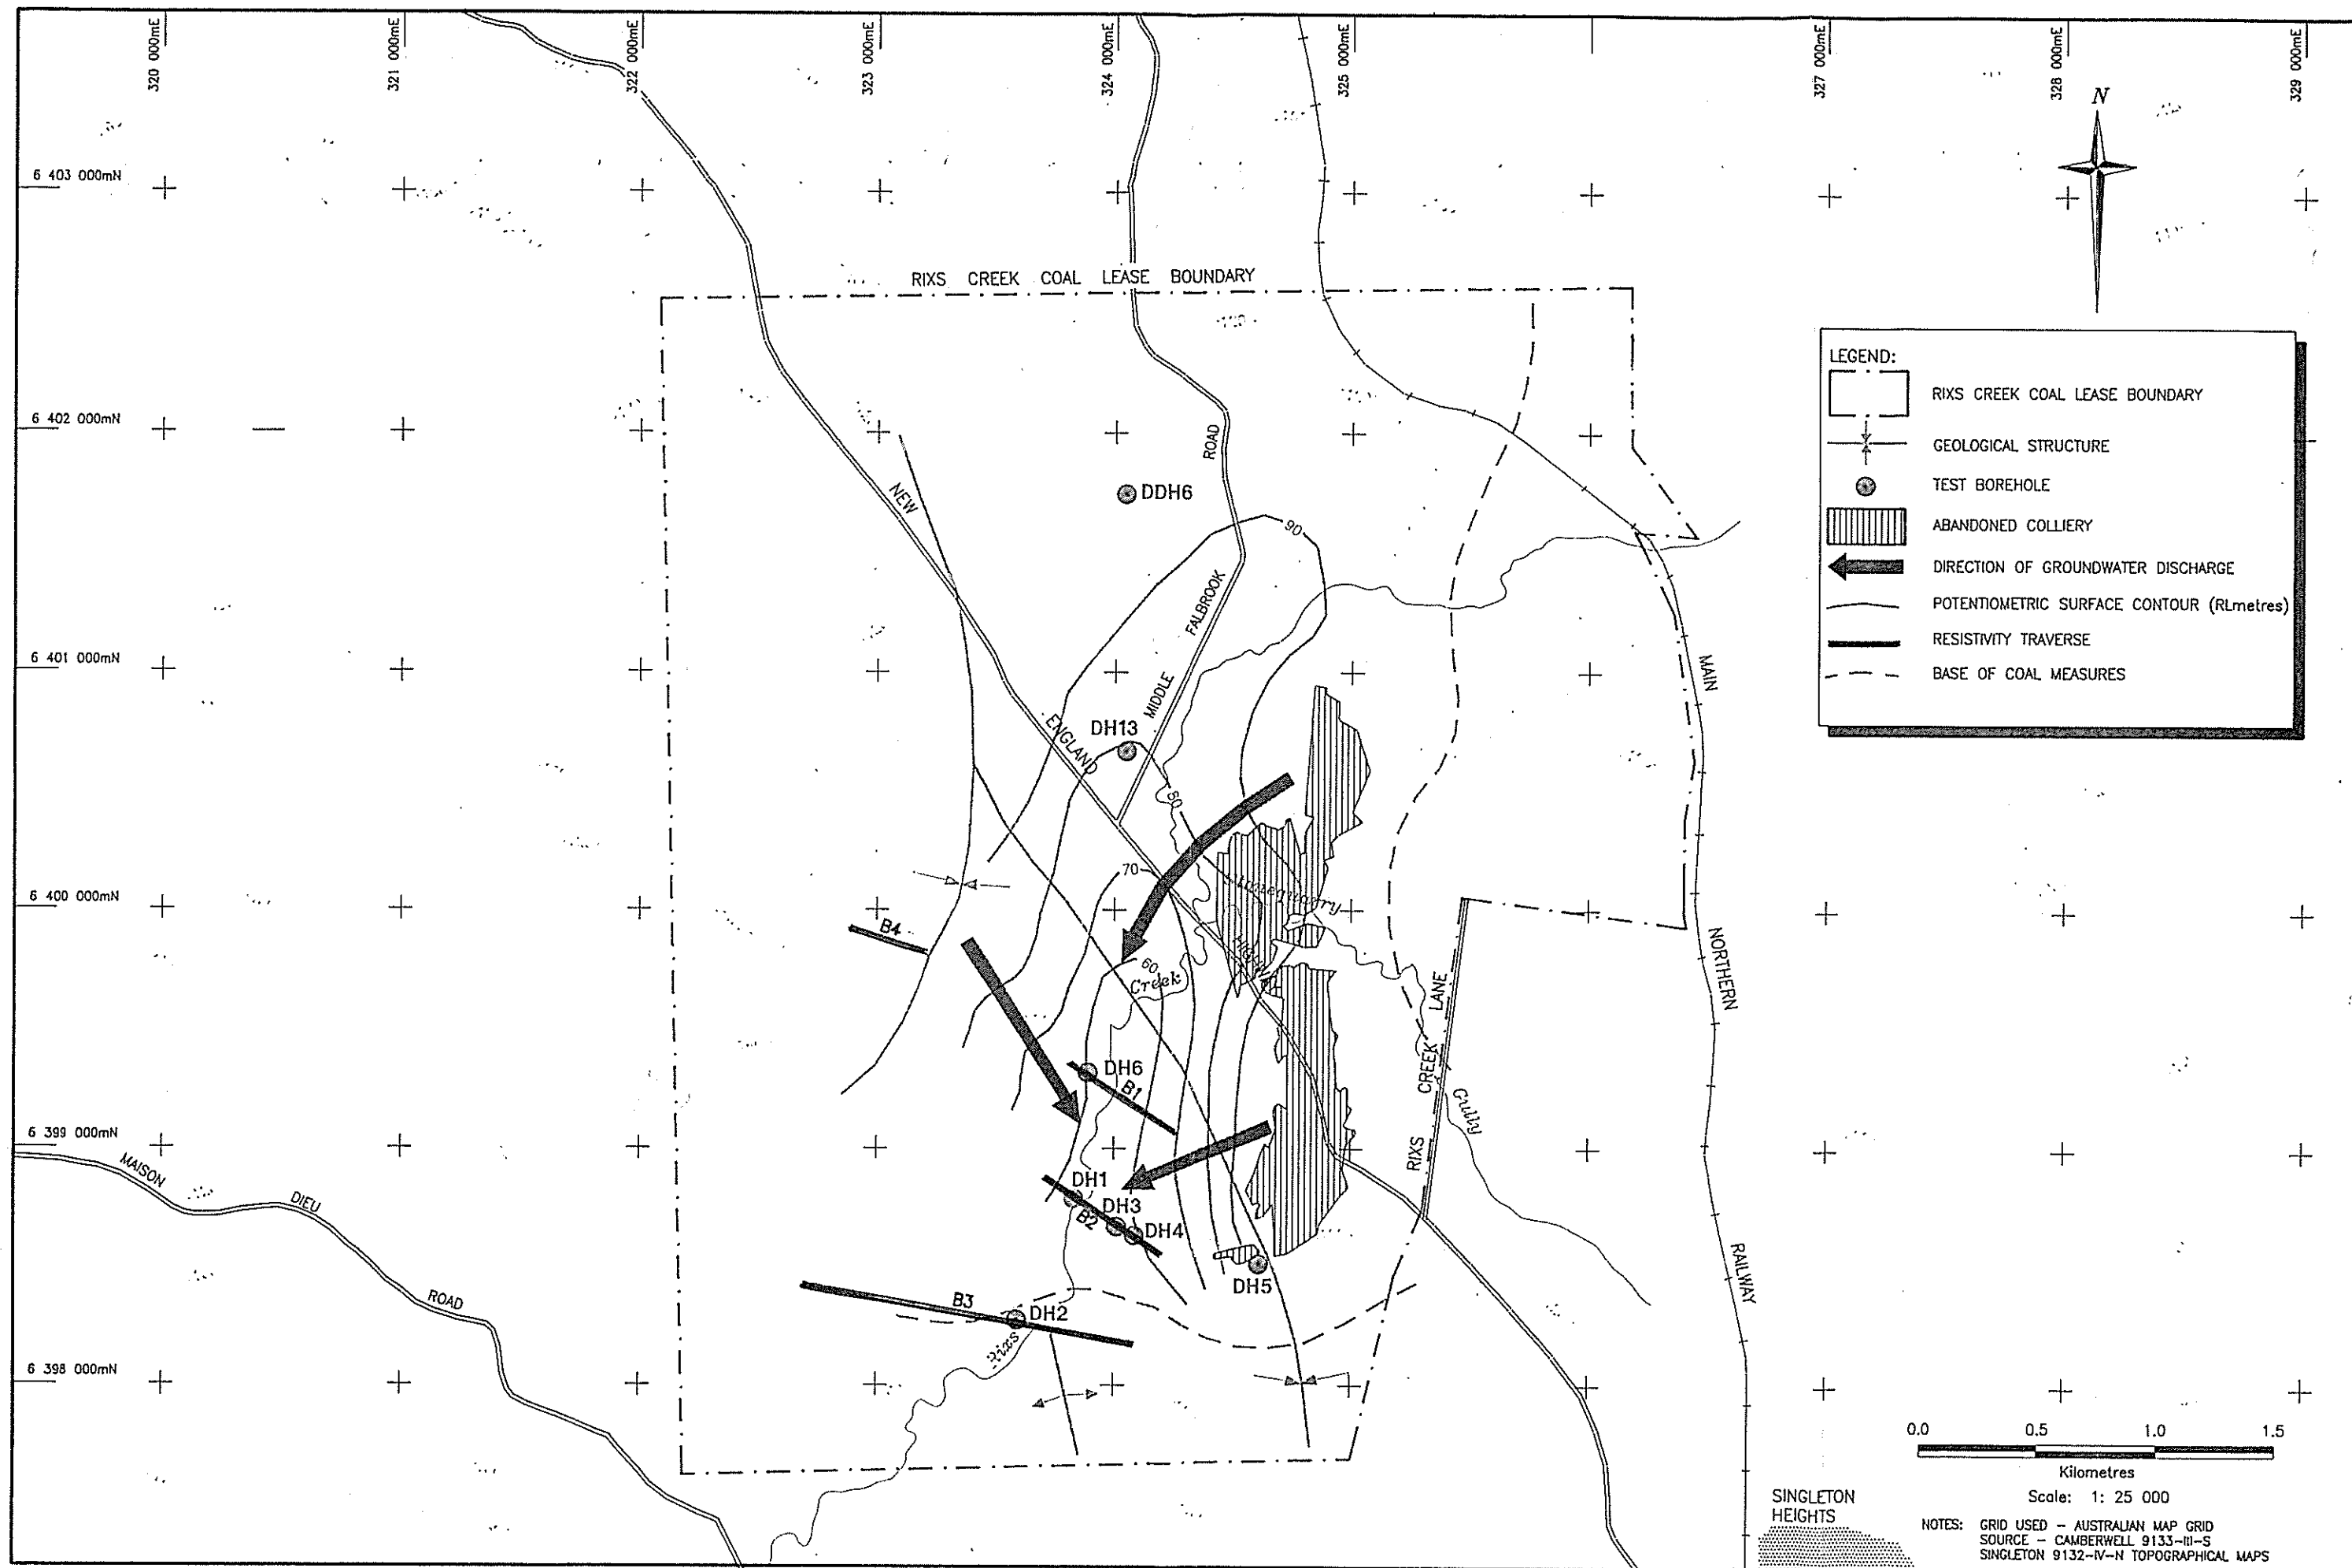 320 000mE
321 000mE
322 000mE
323 000mE
324 000mE
325 000mE
327 000mE
328 000mE
329 000mE
N
6 403 000mN
6 402 000mN
6 401 000mN
6 400 000mN
6 399 000mN
6 398 000mN
RIXS CREEK COAL LEASE BOUNDARY
LEGEND:
RIXS CREEK COAL LEASE BOUNDARY
GEOLOGICAL STRUCTURE
TEST BOREHOLE
ABANDONED COLLIERY
DIRECTION OF GROUNDWATER DISCHARGE
POTENTIOMETRIC SURFACE CONTOUR (RLmetres)
RESISTIVITY TRAVERSE
BASE OF COAL MEASURES
NEW
ENGLAND
ROAD
FALBROOK
MIDDLE
DDH6
90
DH13
80
70
60
Creek
B4
DH6
B1
DH1
B2
DH3
DH4
DH5
B3
DH2
Rixs
RIXS
CREEK
LANE
Gully
MAIN
NORTHERN
RAILWAY
MAISON
DIEU
ROAD
0.0 0.5 1.0 1.5
Kilometres
Scale: 1: 25 000
SINGLETON
HEIGHTS
NOTES: GRID USED – AUSTRALIAN MAP GRID
SOURCE – CAMBERWELL 9133–III–S
SINGLETON 9132–IV–N TOPOGRAPHICAL MAPS